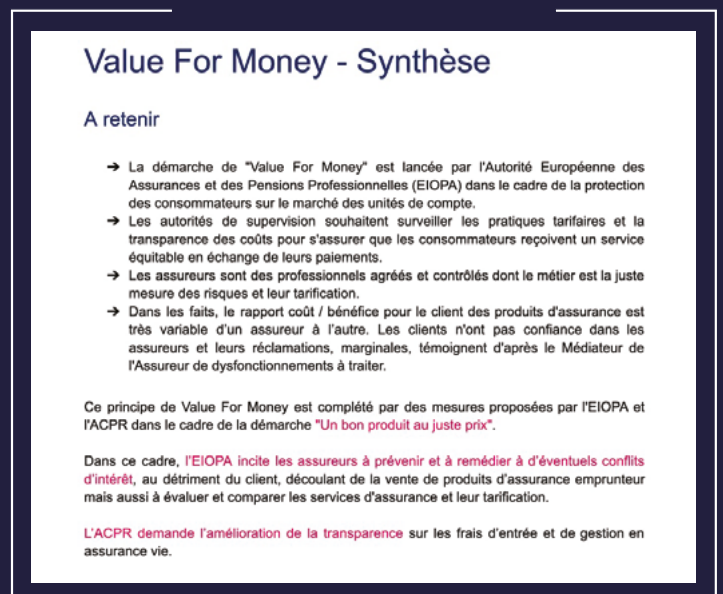 Value For Money - Synthèse
A retenir
➔ La démarche de "Value For Money" est lancée par l'Autorité Européenne des
Assurances et des Pensions Professionnelles (EIOPA) dans le cadre de la protection
des consommateurs sur le marché des unités de compte.
➔ Les autorités de supervision souhaitent surveiller les pratiques tarifaires et la
transparence des coûts pour s'assurer que les consommateurs reçoivent un service
équitable en échange de leurs paiements.
➔ Les assureurs sont des professionnels agréés et contrôlés dont le métier est la juste
mesure des risques et leur tarification.
➔ Dans les faits, le rapport coût / bénéfice pour le client des produits d'assurance est
très variable d'un assureur à l'autre. Les clients n'ont pas confiance dans les
assureurs et leurs réclamations, marginales, témoignent d'après le Médiateur de
l'Assureur de dysfonctionnements à traiter.
Ce principe de Value For Money est complété par des mesures proposées par l'EIOPA et
l'ACPR dans le cadre de la démarche "Un bon produit au juste prix".
Dans ce cadre, l'EIOPA incite les assureurs à prévenir et à remédier à d'éventuels conflits
d'intérêt, au détriment du client, découlant de la vente de produits d'assurance emprunteur
mais aussi à évaluer et comparer les services d'assurance et leur tarification.
L'ACPR demande l'amélioration de la transparence sur les frais d'entrée et de gestion en
assurance vie.